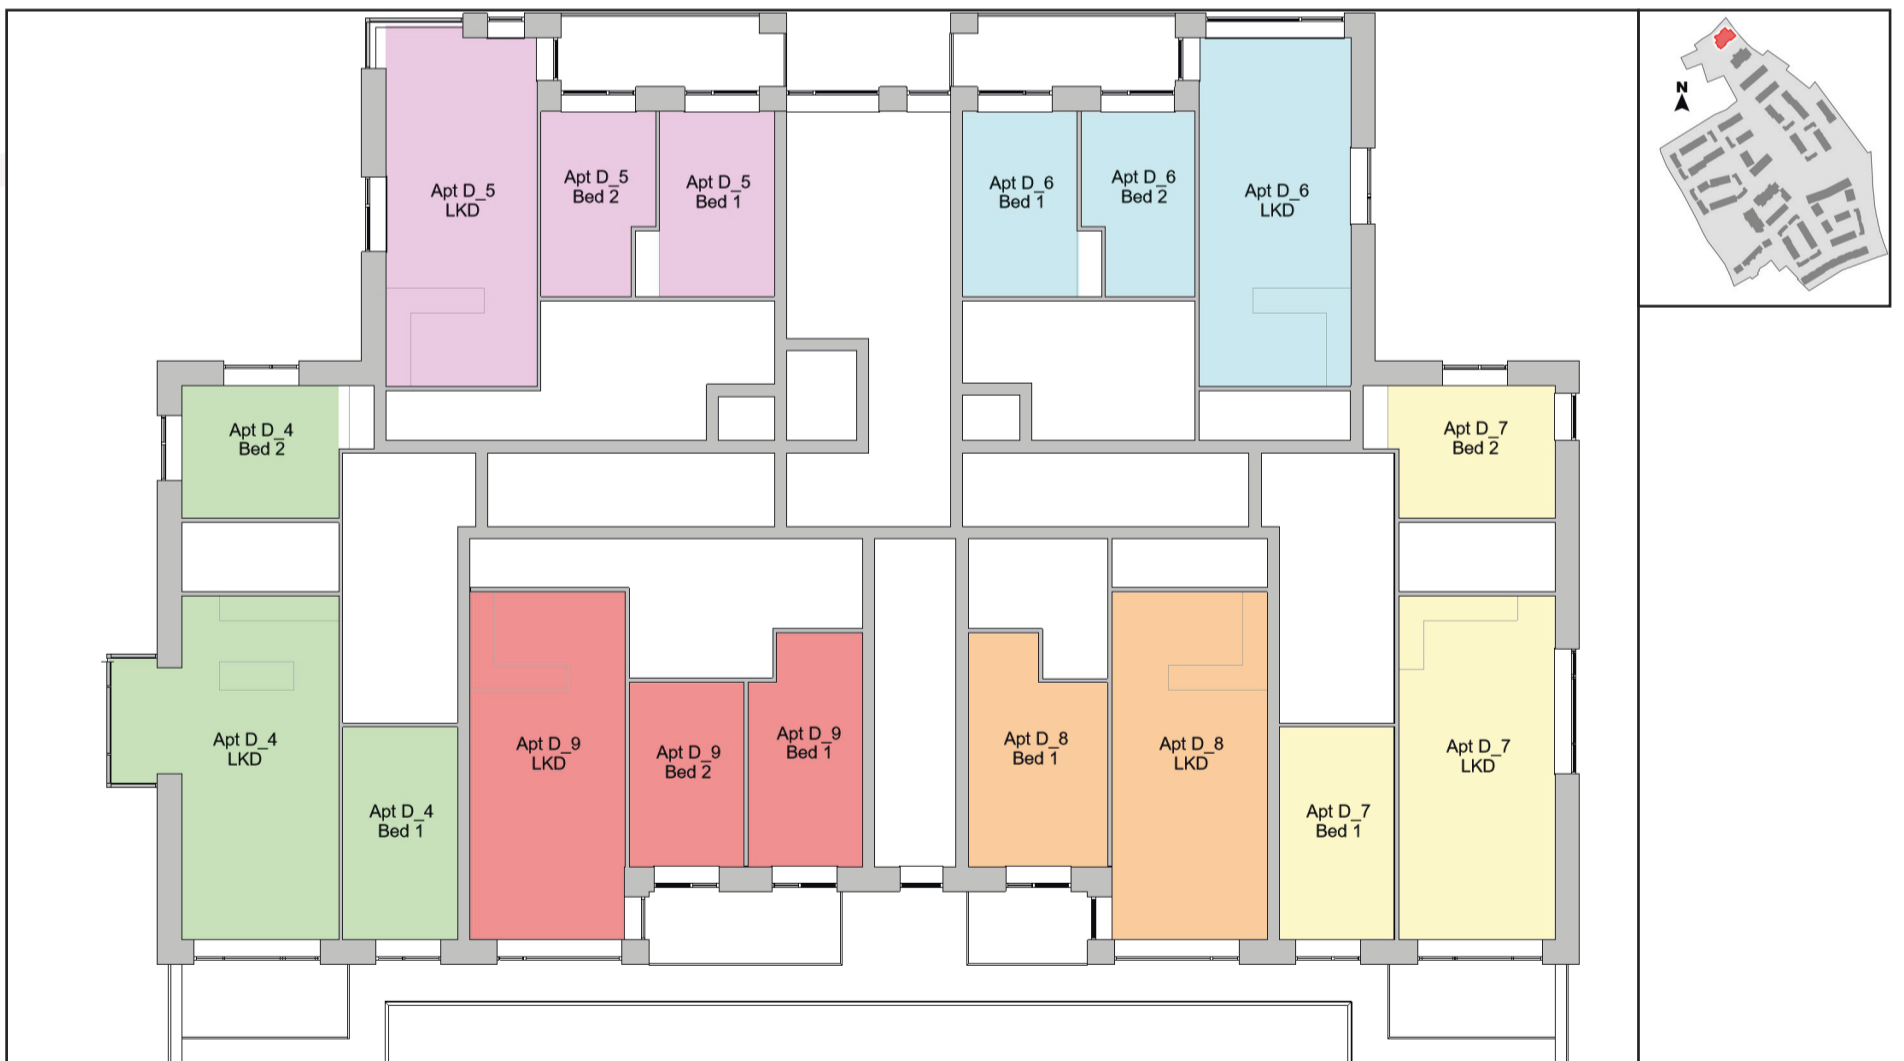 N
Apt D_5
LKD
Apt D_5
Bed 2
Apt D_5
Bed 1
Apt D_6
Bed 1
Apt D_6
Bed 2
Apt D_6
LKD
Apt D_4
Bed 2
Apt D_7
Bed 2
Apt D_4
LKD
Apt D_4
Bed 1
Apt D_9
LKD
Apt D_9
Bed 2
Apt D_9
Bed 1
Apt D_8
Bed 1
Apt D_8
LKD
Apt D_7
Bed 1
Apt D_7
LKD